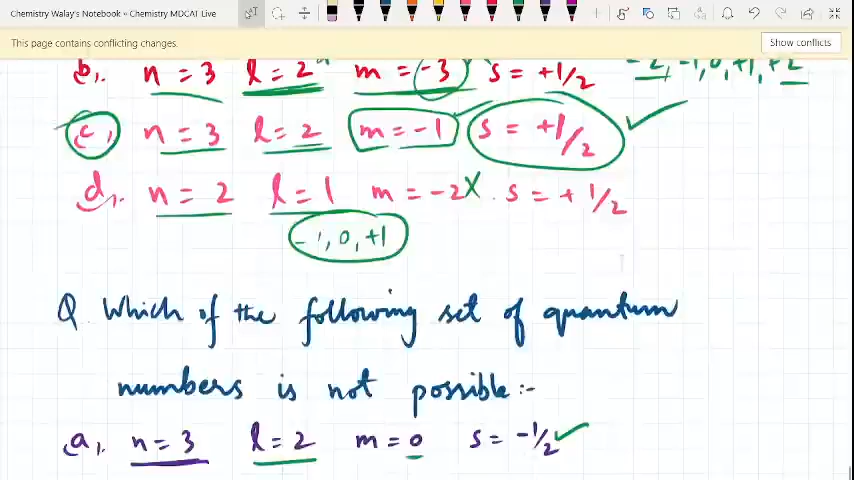 Chemistry Walay's Notebook » Chemistry MDCAT Live
This page contains conflicting changes.
Show conflicts
b, n = 3 l = 2 m = -3 s = +1/2 -2, -1, 0, +1, +2
c, n = 3 l = 2 m = -1 s = +1/2 ✓
d, n = 2 l = 1 m = -2 X . s = +1/2
-1, 0, +1
Q. Which of the following set of quantum
numbers is not possible:-
a, n = 3 l = 2 m = 0 s = -1/2 ✓